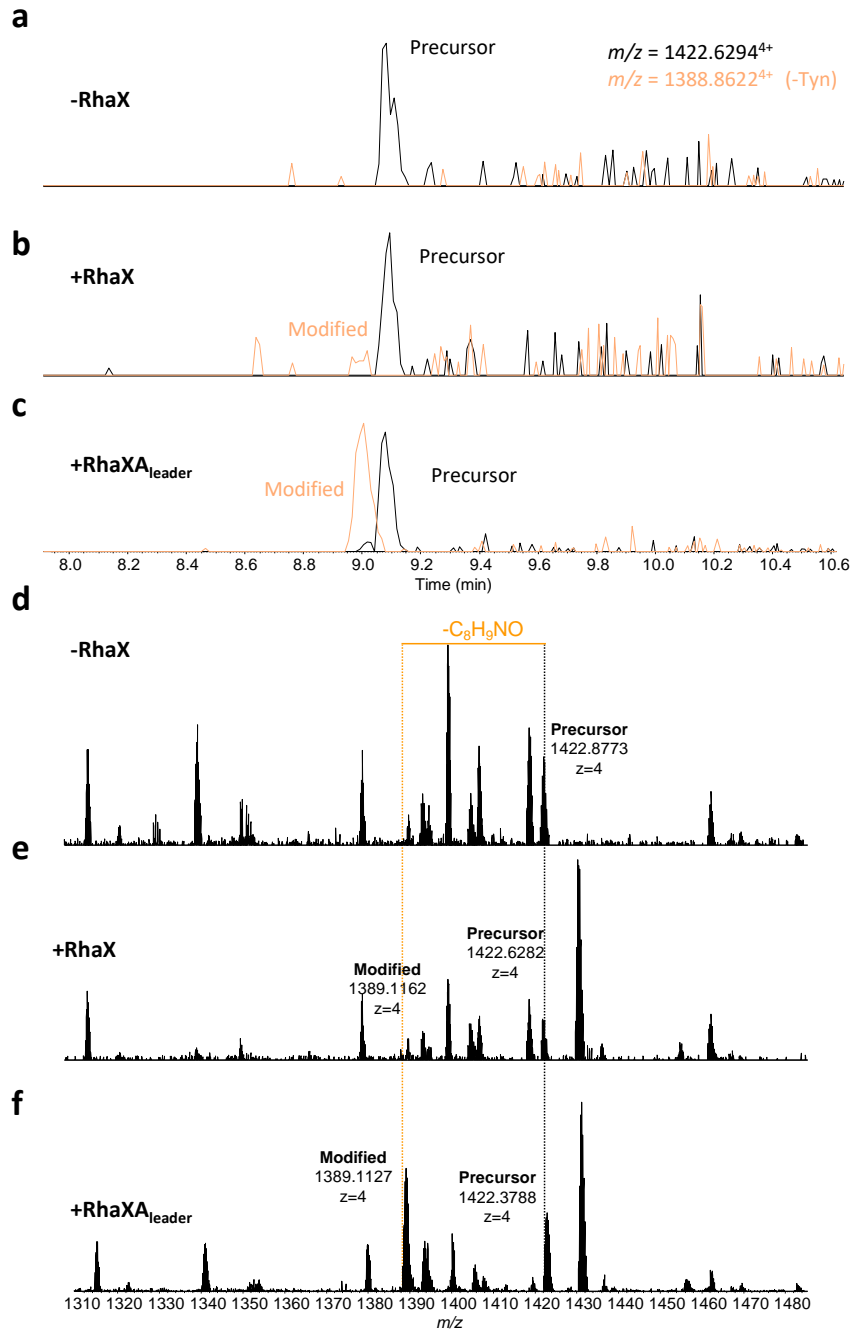 a
Precursor
m/z = 1422.6294⁴⁺
m/z = 1388.8622⁴⁺ (-Tyn)
-RhaX
b
+RhaX
Precursor
Modified
c
+RhaXA_leader
Precursor
Modified
8.0 8.2 8.4 8.6 8.8 9.0 9.2 9.4 9.6 9.8 10.0 10.2 10.4 10.6
Time (min)
d
-C₈H₉NO
-RhaX
Precursor
1422.8773
z=4
e
+RhaX
Precursor
1422.6282
z=4
Modified
1389.1162
z=4
f
Modified
1389.1127
z=4
Precursor
1422.3788
z=4
+RhaXA_leader
1310 1320 1330 1340 1350 1360 1370 1380 1390 1400 1410 1420 1430 1440 1450 1460 1470 1480
m/z